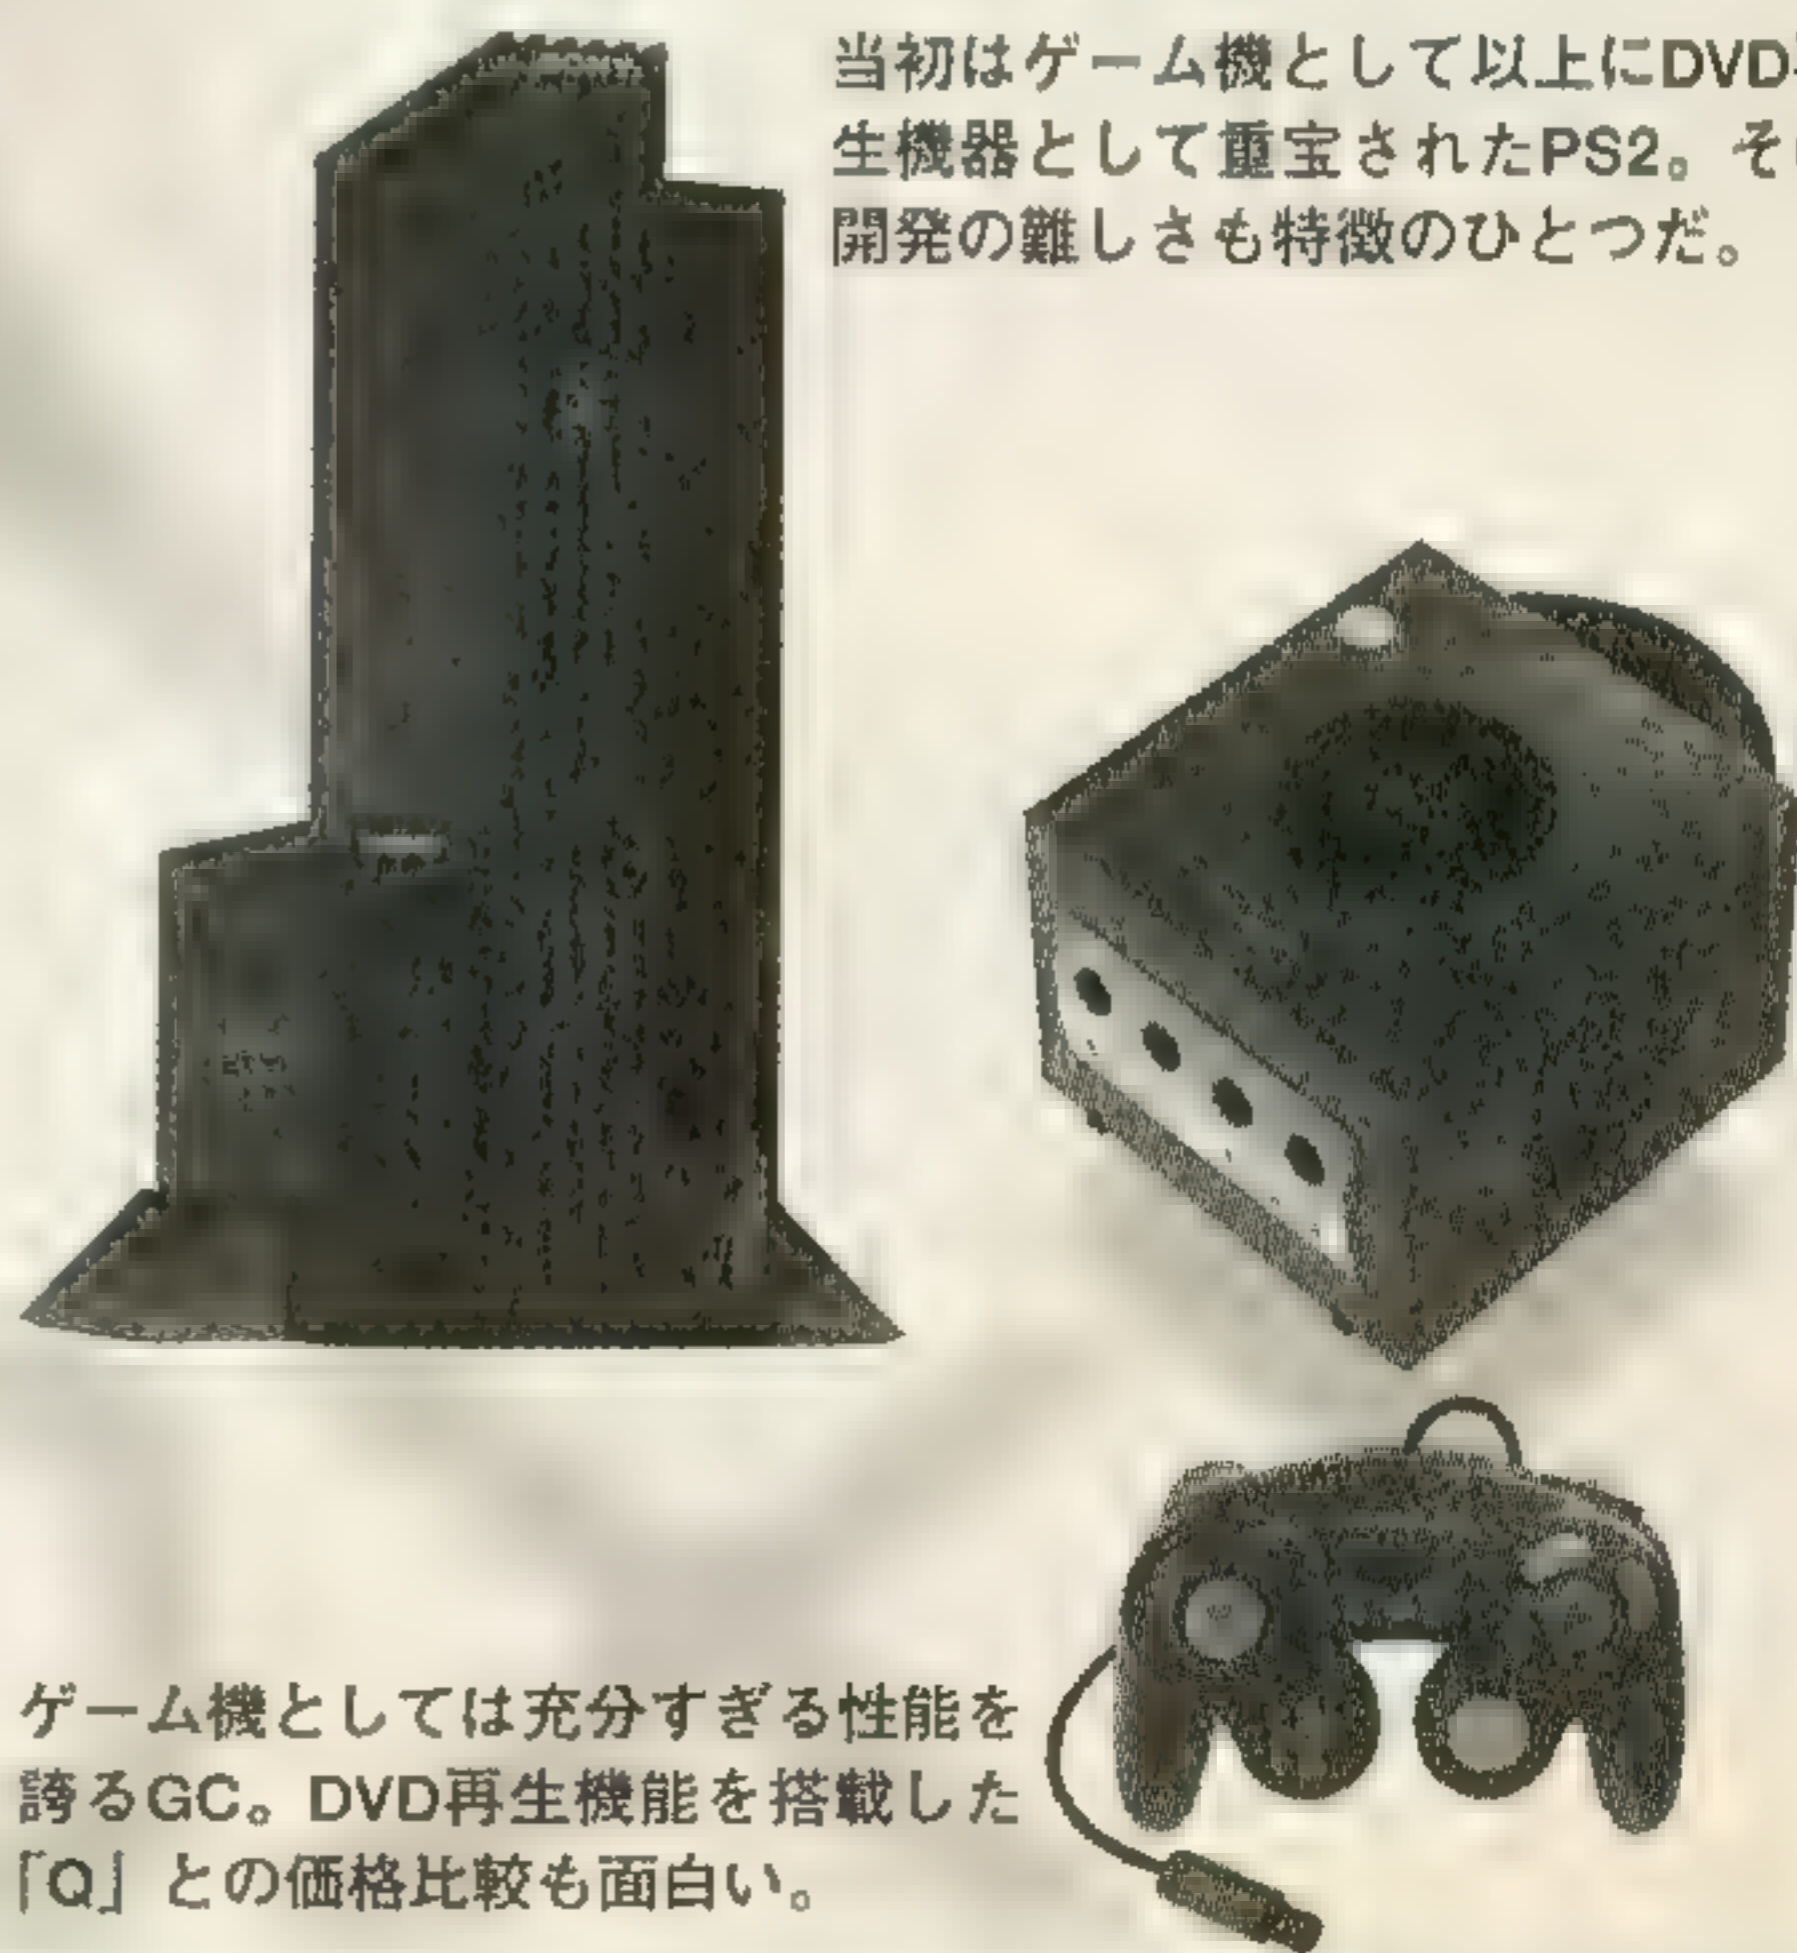 当初はゲーム機として以上にDVD
生機器として重宝されたPS2。そ
開発の難しさも特徴のひとつだ。
ゲーム機としては充分すぎる性能を
誇るGC。DVD再生機能を搭載した
「Q」との価格比較も面白い。